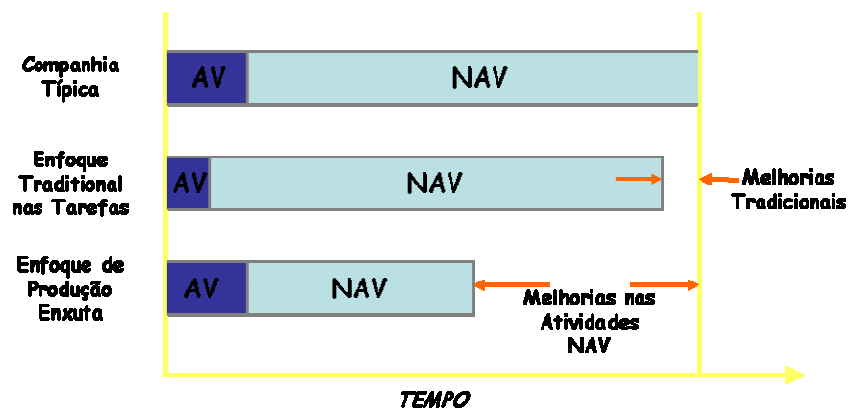 Companhia
Típica
AV
NAV
Enfoque
Traditional
nas Tarefas
AV
NAV
Melhorias
Tradicionais
Enfoque de
Produção
Enxuta
AV
NAV
Melhorias nas
Atividades
NAV
TEMPO